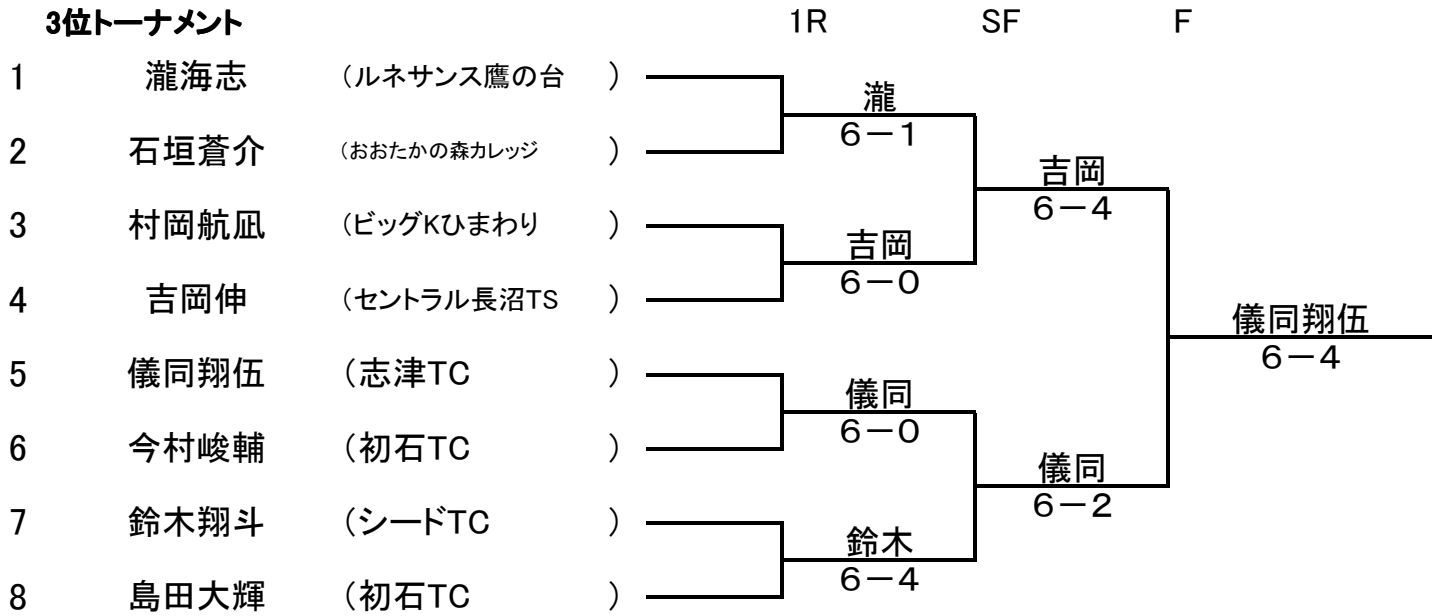 3位トーナメント 1R SF F
1 瀧海志 （ルネサンス鷹の台 ）
瀧
6－1
2 石垣蒼介 （おおたかの森カレッジ ）
吉岡
6－4
3 村岡航凪 （ビッグKひまわり ）
吉岡
6－0
4 吉岡伸 （セントラル長沼TS ）
儀同翔伍
6－4
5 儀同翔伍 （志津TC ）
儀同
6－0
6 今村峻輔 （初石TC ）
儀同
6－2
7 鈴木翔斗 （シードTC ）
鈴木
6－4
8 島田大輝 （初石TC ）